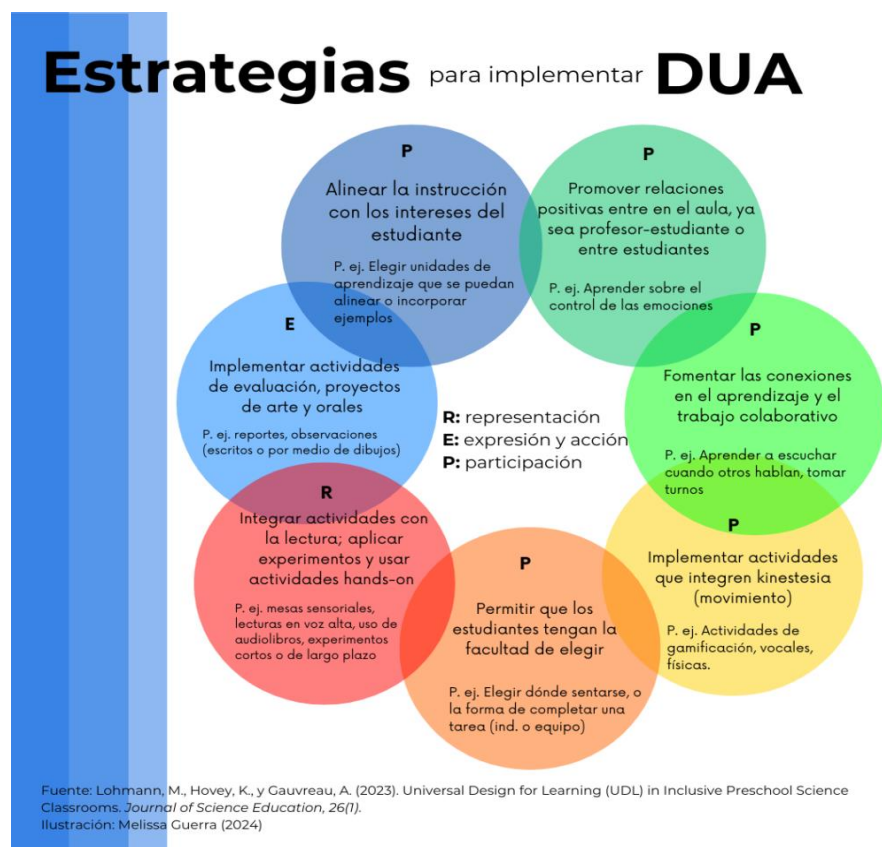 Estrategias para implementar DUA
P
Alinear la instrucción
con los intereses del
estudiante
P. ej. Elegir unidades de
aprendizaje que se puedan
alinear o incorporar
ejemplos
P
Promover relaciones
positivas entre en el aula, ya
sea profesor-estudiante o
entre estudiantes
P. ej. Aprender sobre el
control de las emociones
E
Implementar actividades
de evaluación, proyectos
de arte y orales
P. ej. reportes, observaciones
(escritos o por medio de dibujos)
P
Fomentar las conexiones
en el aprendizaje y el
trabajo colaborativo
P. ej. Aprender a escuchar
cuando otros hablan, tomar
turnos
R: representación
E: expresión y acción
P: participación
R
Integrar actividades con
la lectura; aplicar
experimentos y usar
actividades hands-on
P. ej. mesas sensoriales,
lecturas en voz alta, uso de
audiolibros, experimentos
cortos o de largo plazo
P
Permitir que los
estudiantes tengan la
facultad de elegir
P. ej. Elegir dónde sentarse, o
la forma de completar una
tarea (ind. o equipo)
P
Implementar actividades
que integren kinestesia
(movimiento)
P. ej. Actividades de
gamificación, vocales,
físicas.
Fuente: Lohmann, M., Hovey, K., y Gauvreau, A. (2023). Universal Design for Learning (UDL) in Inclusive Preschool Science
Classrooms. Journal of Science Education, 26(1).
Ilustración: Melissa Guerra (2024)